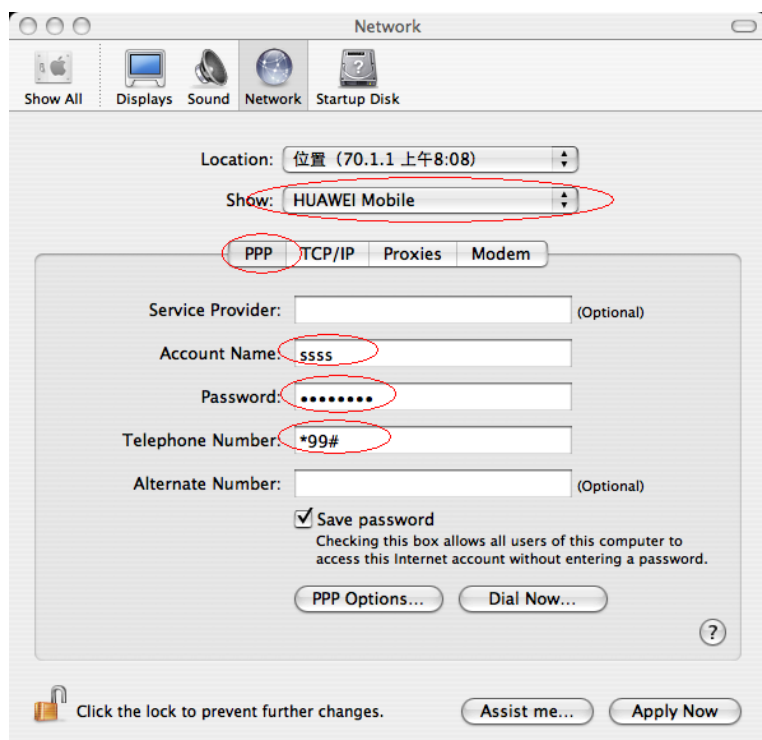 Network
Show All Displays Sound Network Startup Disk
Location: 位置 (70.1.1 上午8:08)
Show: HUAWEI Mobile
PPP TCP/IP Proxies Modem
Service Provider: (Optional)
Account Name: ssss
Password: ••••••••
Telephone Number: *99#
Alternate Number: (Optional)
Save password
Checking this box allows all users of this computer to
access this Internet account without entering a password.
PPP Options... Dial Now...
?
Click the lock to prevent further changes. Assist me... Apply Now